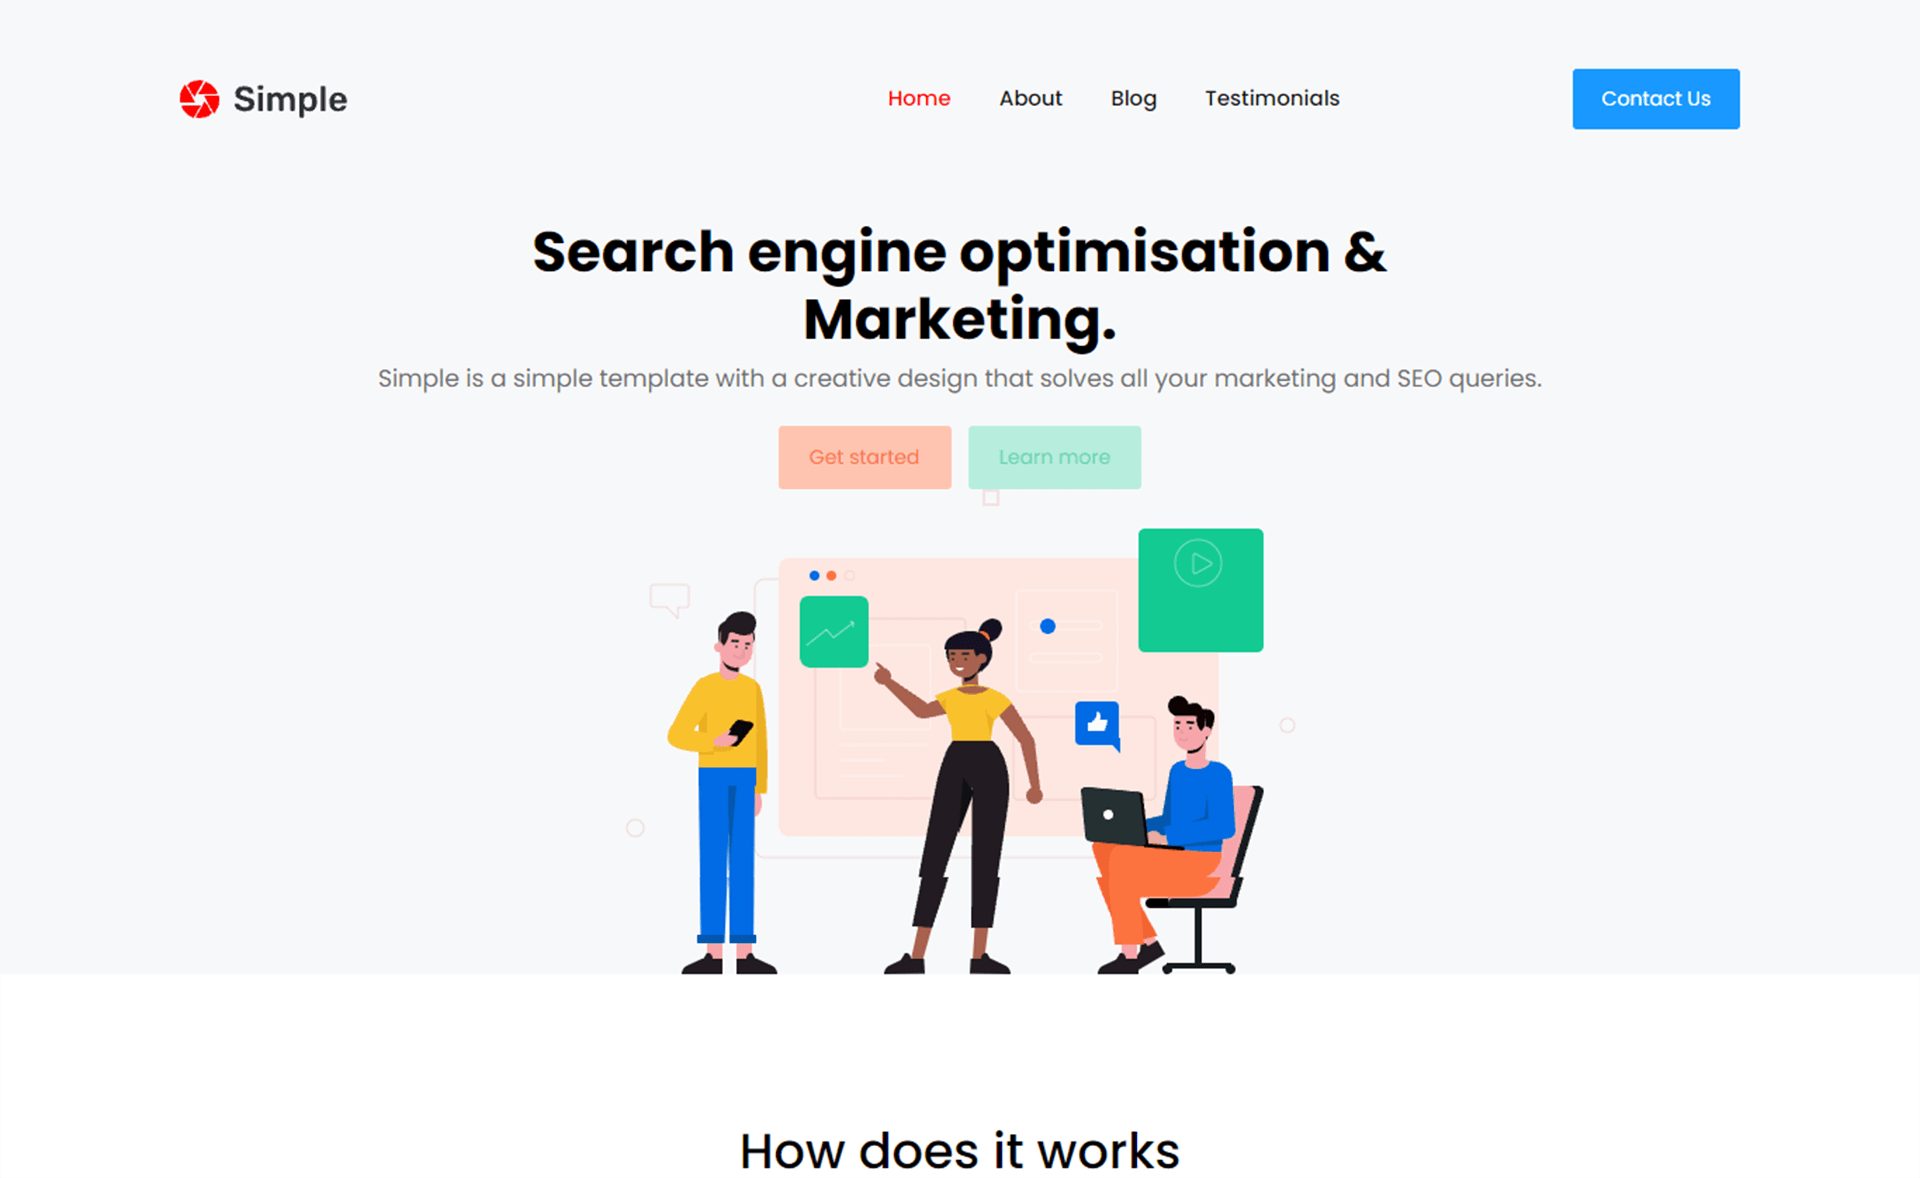 Simple
Home About Blog Testimonials
Contact Us
Search engine optimisation &
Marketing.
Simple is a simple template with a creative design that solves all your marketing and SEO queries.
Get started Learn more
How does it works